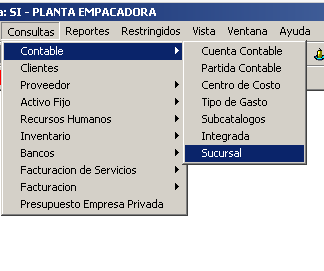 a: SI - PLANTA EMPACADORA
Consultas Reportes Restringidos Vista Ventana Ayuda
Contable
Clientes
Proveedor
Activo Fijo
Recursos Humanos
Inventario
Bancos
Facturacion de Servicios
Facturacion
Presupuesto Empresa Privada
Cuenta Contable
Partida Contable
Centro de Costo
Tipo de Gasto
Subcatalogos
Integrada
Sucursal